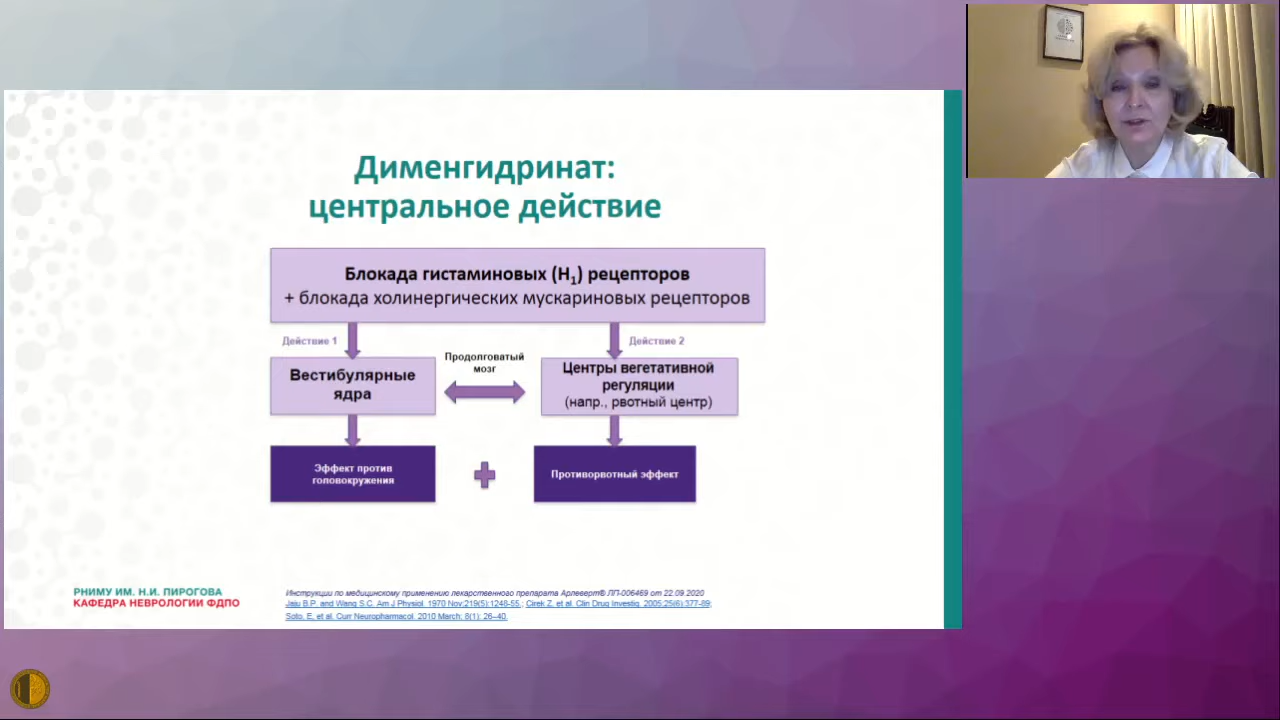 Дименгидринат:
центральное действие
Блокада гистаминовых (H₁) рецепторов
+ блокада холинергических мускариновых рецепторов
Действие 1
Действие 2
Вестибулярные
ядра
Продолговатый
мозг
Центры вегетативной
регуляции
(напр., рвотный центр)
Эффект против
головокружения
Противорвотный эффект
РНИМУ ИМ. Н.И. ПИРОГОВА
КАФЕДРА НЕВРОЛОГИИ ФДПО
Инструкции по медицинскому применению лекарственного препарата Арлеверт® ЛП-006469 от 22.09.2020
Jaju B.P. and Wang S.C. Am J Physiol. 1970 Nov;219(5):1248-55.; Cirek Z, et al. Clin Drug Investig. 2005;25(6):377-89;
Soto. E, et al. Curr Neuropharmacol. 2010 March; 8(1): 26–40.